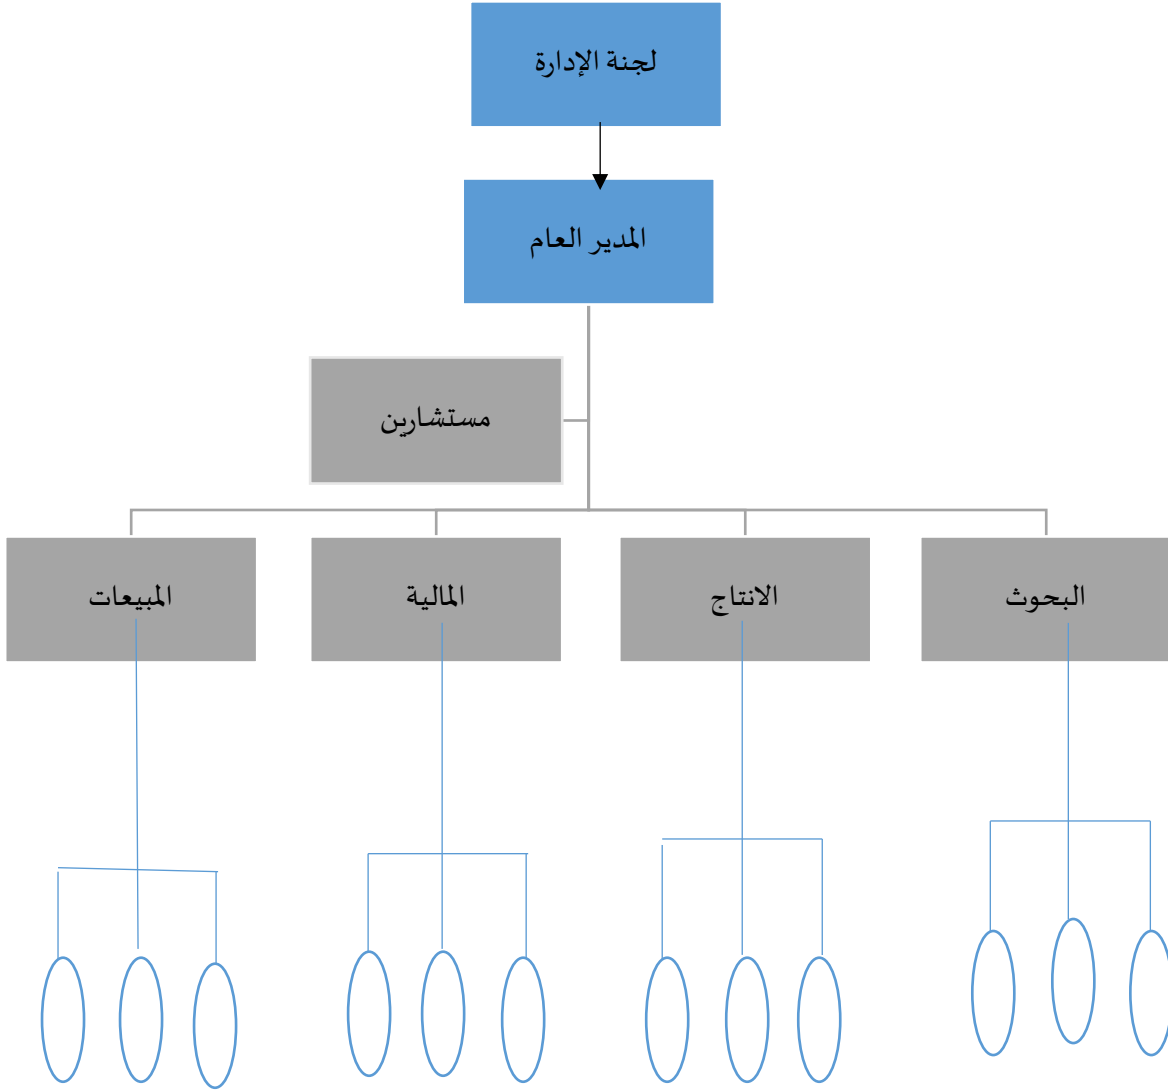 لجنة الإدارة
المدير العام
مستشارين
البحوث
الانتاج
المالية
المبيعات